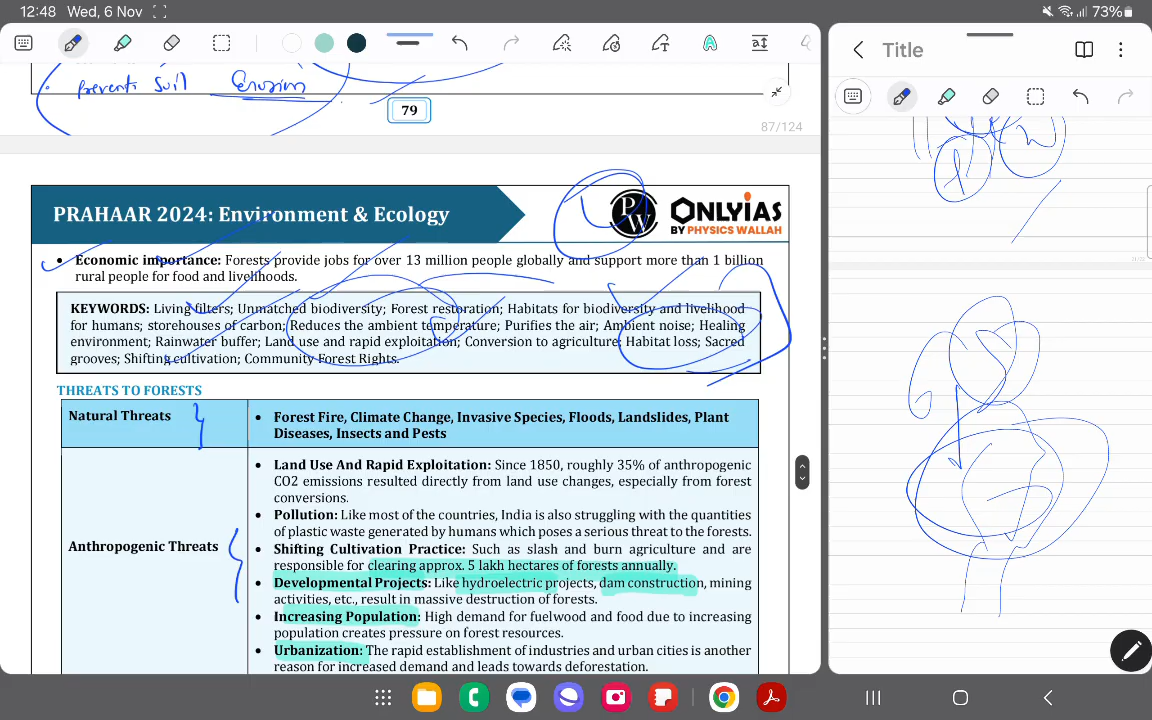 12:48 Wed, 6 Nov
73%
Title
prevents soil Erosion
79
87/124
PRAHAAR 2024: Environment & Ecology
PW
ONLYIAS
BY PHYSICS WALLAH
• Economic importance: Forests provide jobs for over 13 million people globally and support more than 1 billion
rural people for food and livelihoods.
KEYWORDS: Living filters; Unmatched biodiversity; Forest restoration; Habitats for biodiversity and livelihood
for humans; storehouses of carbon; Reduces the ambient temperature; Purifies the air; Ambient noise; Healing
environment; Rainwater buffer; Land use and rapid exploitation; Conversion to agriculture; Habitat loss; Sacred
grooves; Shifting cultivation; Community Forest Rights.
THREATS TO FORESTS
Natural Threats
• Forest Fire, Climate Change, Invasive Species, Floods, Landslides, Plant
Diseases, Insects and Pests
Anthropogenic Threats
• Land Use And Rapid Exploitation: Since 1850, roughly 35% of anthropogenic
CO2 emissions resulted directly from land use changes, especially from forest
conversions.
• Pollution: Like most of the countries, India is also struggling with the quantities
of plastic waste generated by humans which poses a serious threat to the forests.
• Shifting Cultivation Practice: Such as slash and burn agriculture and are
responsible for clearing approx. 5 lakh hectares of forests annually.
• Developmental Projects: Like hydroelectric projects, dam construction, mining
activities, etc., result in massive destruction of forests.
• Increasing Population: High demand for fuelwood and food due to increasing
population creates pressure on forest resources.
• Urbanization: The rapid establishment of industries and urban cities is another
reason for increased demand and leads towards deforestation.